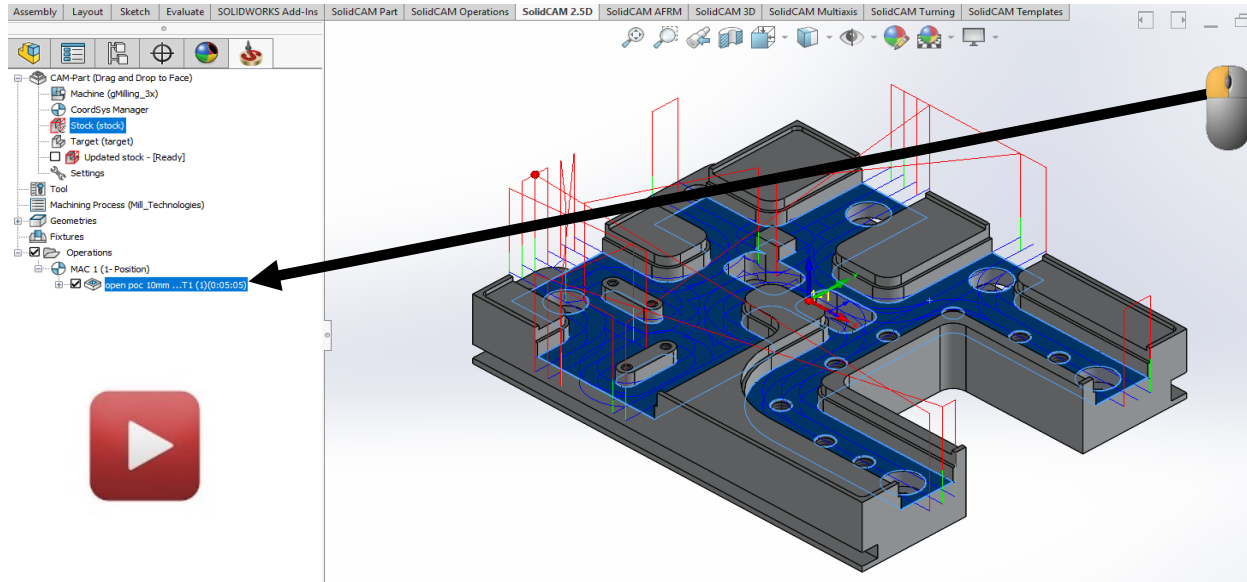 Assembly Layout Sketch Evaluate SOLIDWORKS Add-Ins SolidCAM Part SolidCAM Operations SolidCAM 2.5D SolidCAM AFRM SolidCAM 3D SolidCAM Multiaxis SolidCAM Turning SolidCAM Templates
CAM-Part (Drag and Drop to Face)
Machine (gMilling_3x)
CoordSys Manager
Stock (stock)
Target (target)
Updated stock - [Ready]
Settings
Tool
Machining Process (Mill_Technologies)
Geometries
Fixtures
Operations
MAC 1 (1- Position)
open poc 10mm ...T1 (1)(0:05:05)